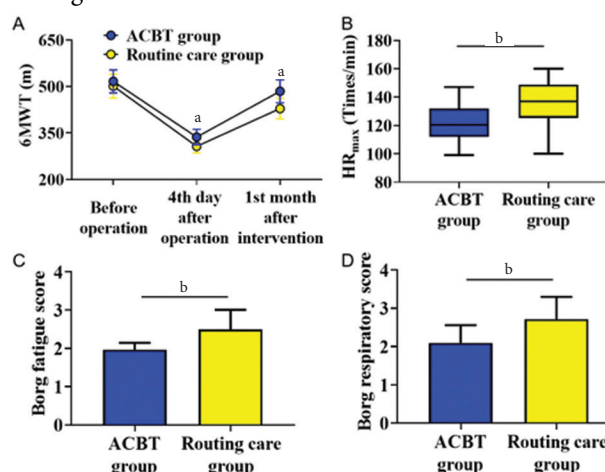 A
650
500
350
200
6MWT (m)
ACBT group
Routine care group
a
a
Before
operation
4th day
after
operation
1st month
after
intervention
B
180
160
140
120
100
80
HRmax (Times/min)
b
ACBT
group
Routing care
group
C
4
3
2
1
0
Borg fatigue score
b
ACBT
group
Routing care
group
D
4
3
2
1
0
Borg respiratory score
b
ACBT
group
Routing care
group